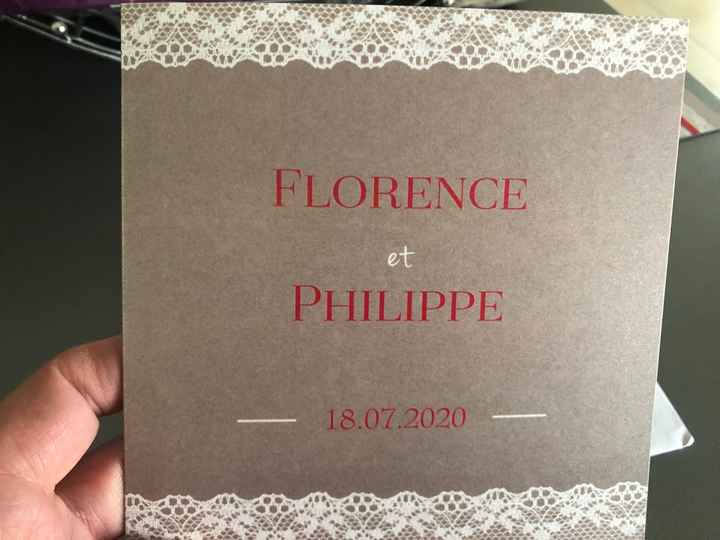 FLORENCE
et
PHILIPPE
18.07.2020